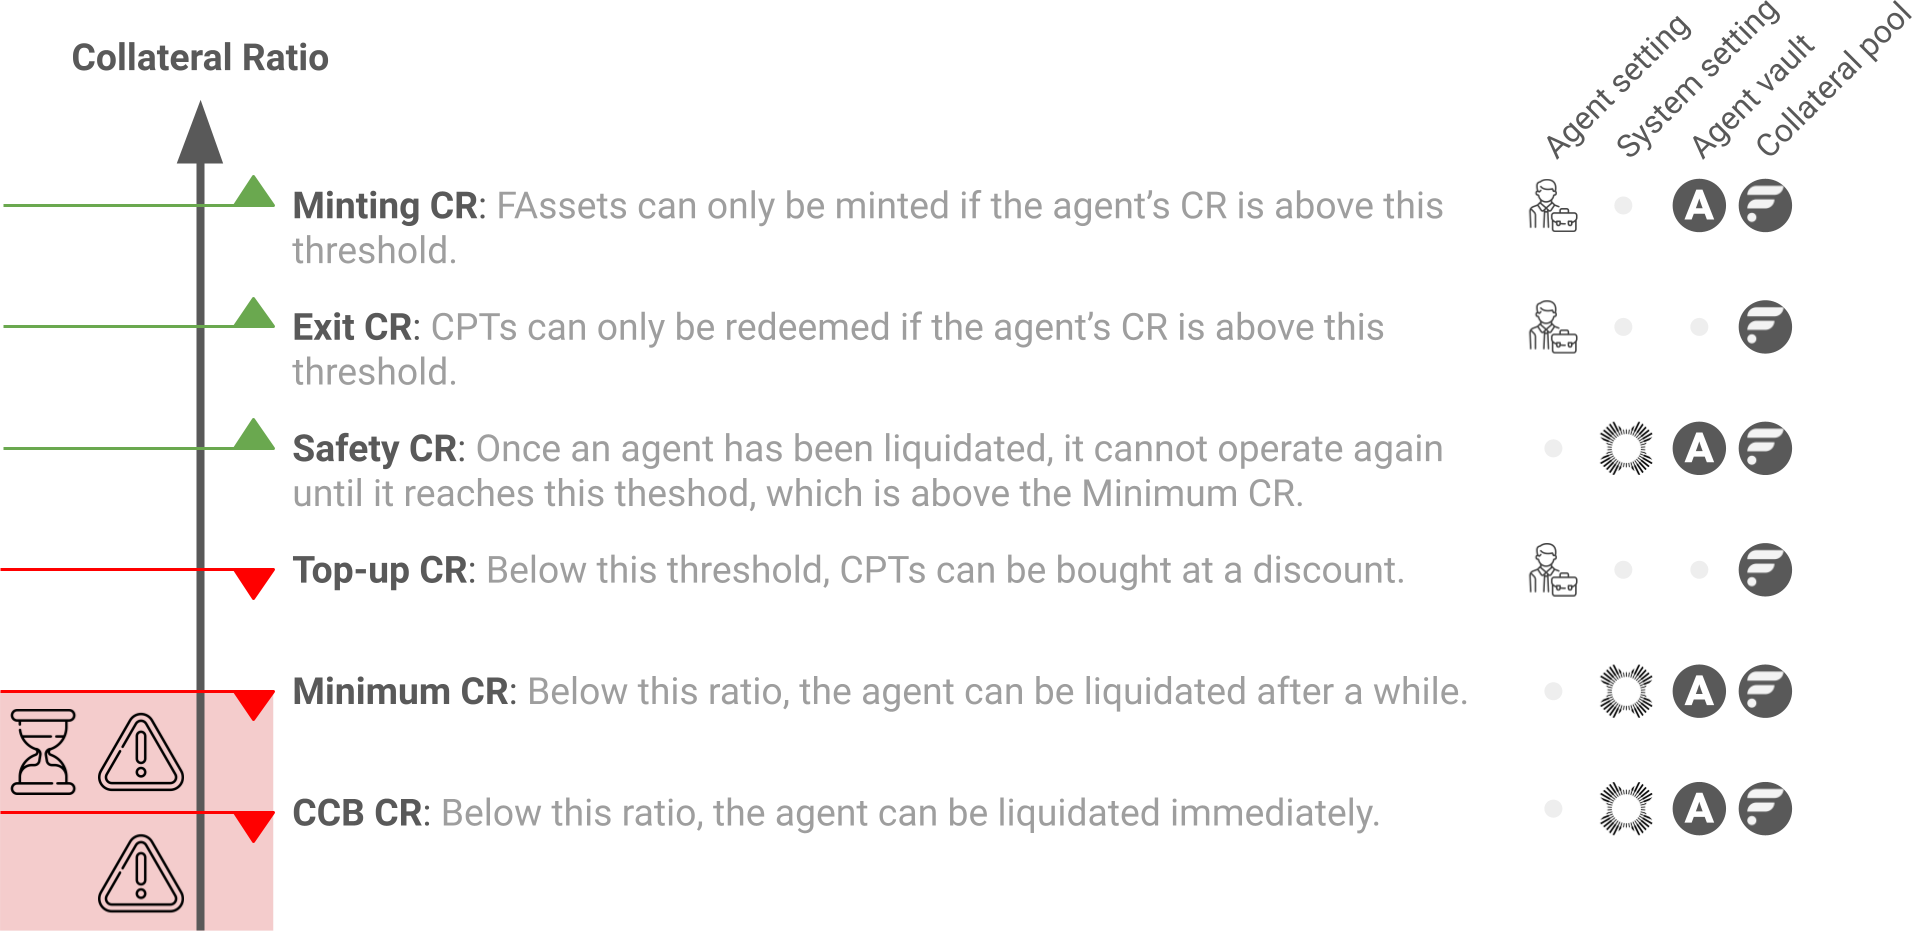 Collateral Ratio
Agent setting
System setting
Agent vault
Collateral pool
Minting CR: FAssets can only be minted if the agent’s CR is above this
threshold.
A
Exit CR: CPTs can only be redeemed if the agent’s CR is above this
threshold.
Safety CR: Once an agent has been liquidated, it cannot operate again
until it reaches this theshod, which is above the Minimum CR.
A
Top-up CR: Below this threshold, CPTs can be bought at a discount.
Minimum CR: Below this ratio, the agent can be liquidated after a while.
A
CCB CR: Below this ratio, the agent can be liquidated immediately.
A